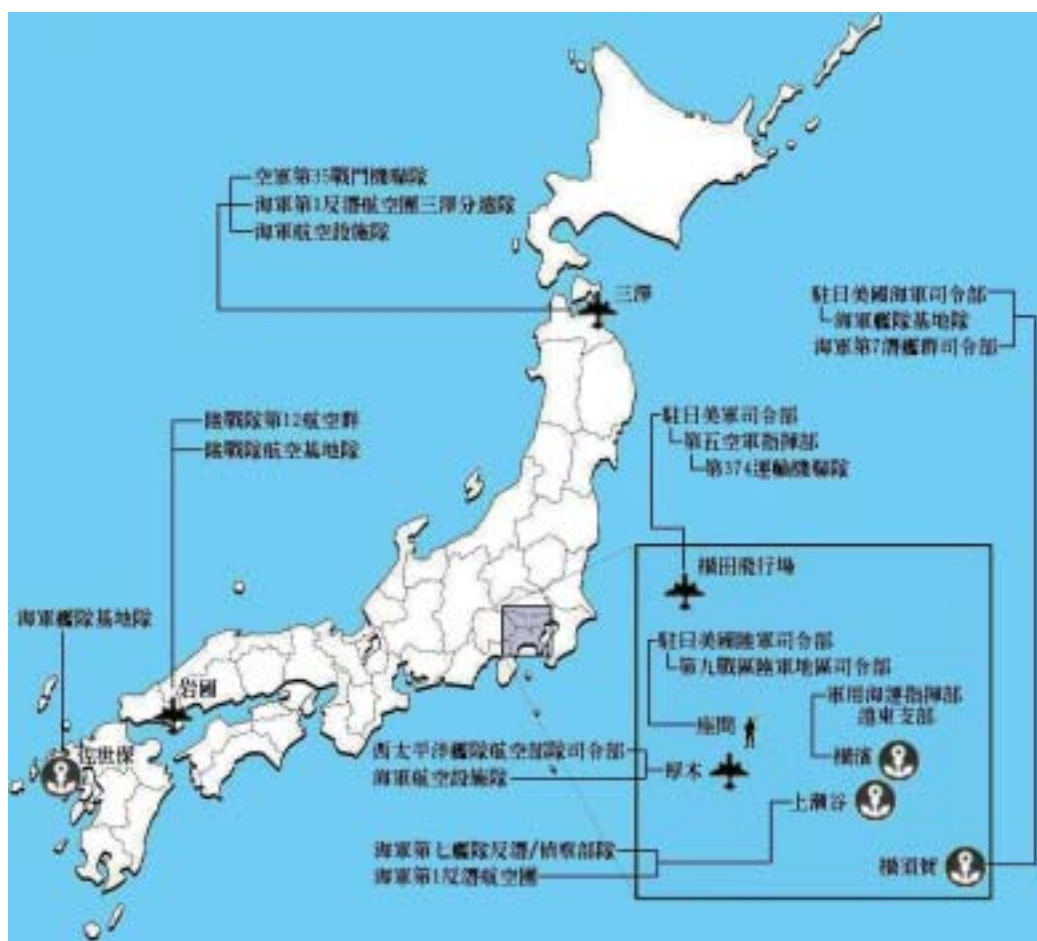 空軍第35戰鬥機聯隊
海軍第1反潛航空團三澤分遣隊
海軍航空設施隊
三澤
駐日美國海軍司令部
海軍艦隊基地隊
海軍第7潛艦群司令部
陸戰隊第12航空群
陸戰隊航空基地隊
駐日美軍司令部
第五空軍指揮部
第374運輸機聯隊
橫田飛行場
海軍艦隊基地隊
駐日美國陸軍司令部
第九戰區陸軍地區司令部
岩國
軍用海運指揮部
遠東支部
座間
佐世保
西太平洋艦隊航空部隊司令部
海軍航空設施隊
厚木
橫濱
上瀨谷
海軍第七艦隊反潛/偵察部隊
海軍第1反潛航空團
橫須賀